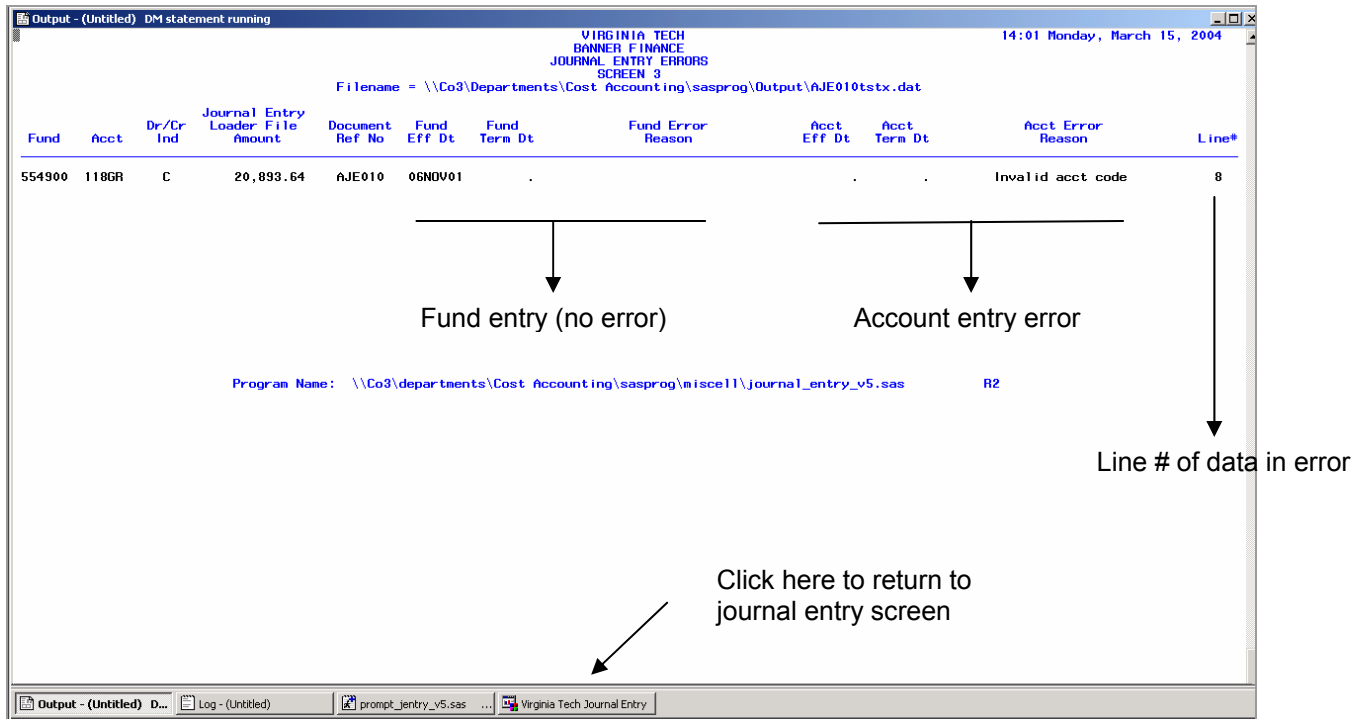 Output - (Untitled) DM statement running
VIRGINIA TECH 14:01 Monday, March 15, 2004
BANNER FINANCE
JOURNAL ENTRY ERRORS
SCREEN 3
Filename = \\Co3\Departments\Cost Accounting\sasprog\Output\AJE010tstx.dat
Journal Entry
Dr/Cr Loader File Document Fund Fund Fund Error Acct Acct Acct Error
Fund Acct Ind Amount Ref No Eff Dt Term Dt Reason Eff Dt Term Dt Reason Line#
554900 118GR C 20,893.64 AJE010 06NOV01 . . . Invalid acct code 8
Fund entry (no error) Account entry error
Program Name: \\Co3\departments\Cost Accounting\sasprog\miscell\journal_entry_v5.sas R2
Line # of data in error
Click here to return to
journal entry screen
Output - (Untitled) D... Log - (Untitled) prompt_jentry_v5.sas ... Virginia Tech Journal Entry